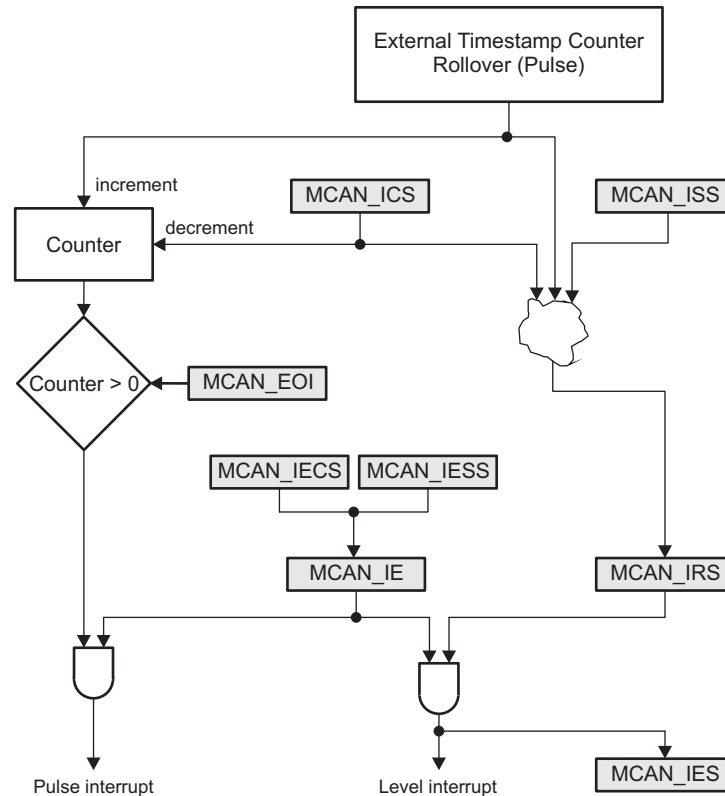 External Timestamp Counter
Rollover (Pulse)
increment
MCAN_ICS
MCAN_ISS
decrement
Counter
Counter > 0
MCAN_EOI
MCAN_IECS
MCAN_IESS
MCAN_IE
MCAN_IRS
Pulse interrupt
Level interrupt
MCAN_IES